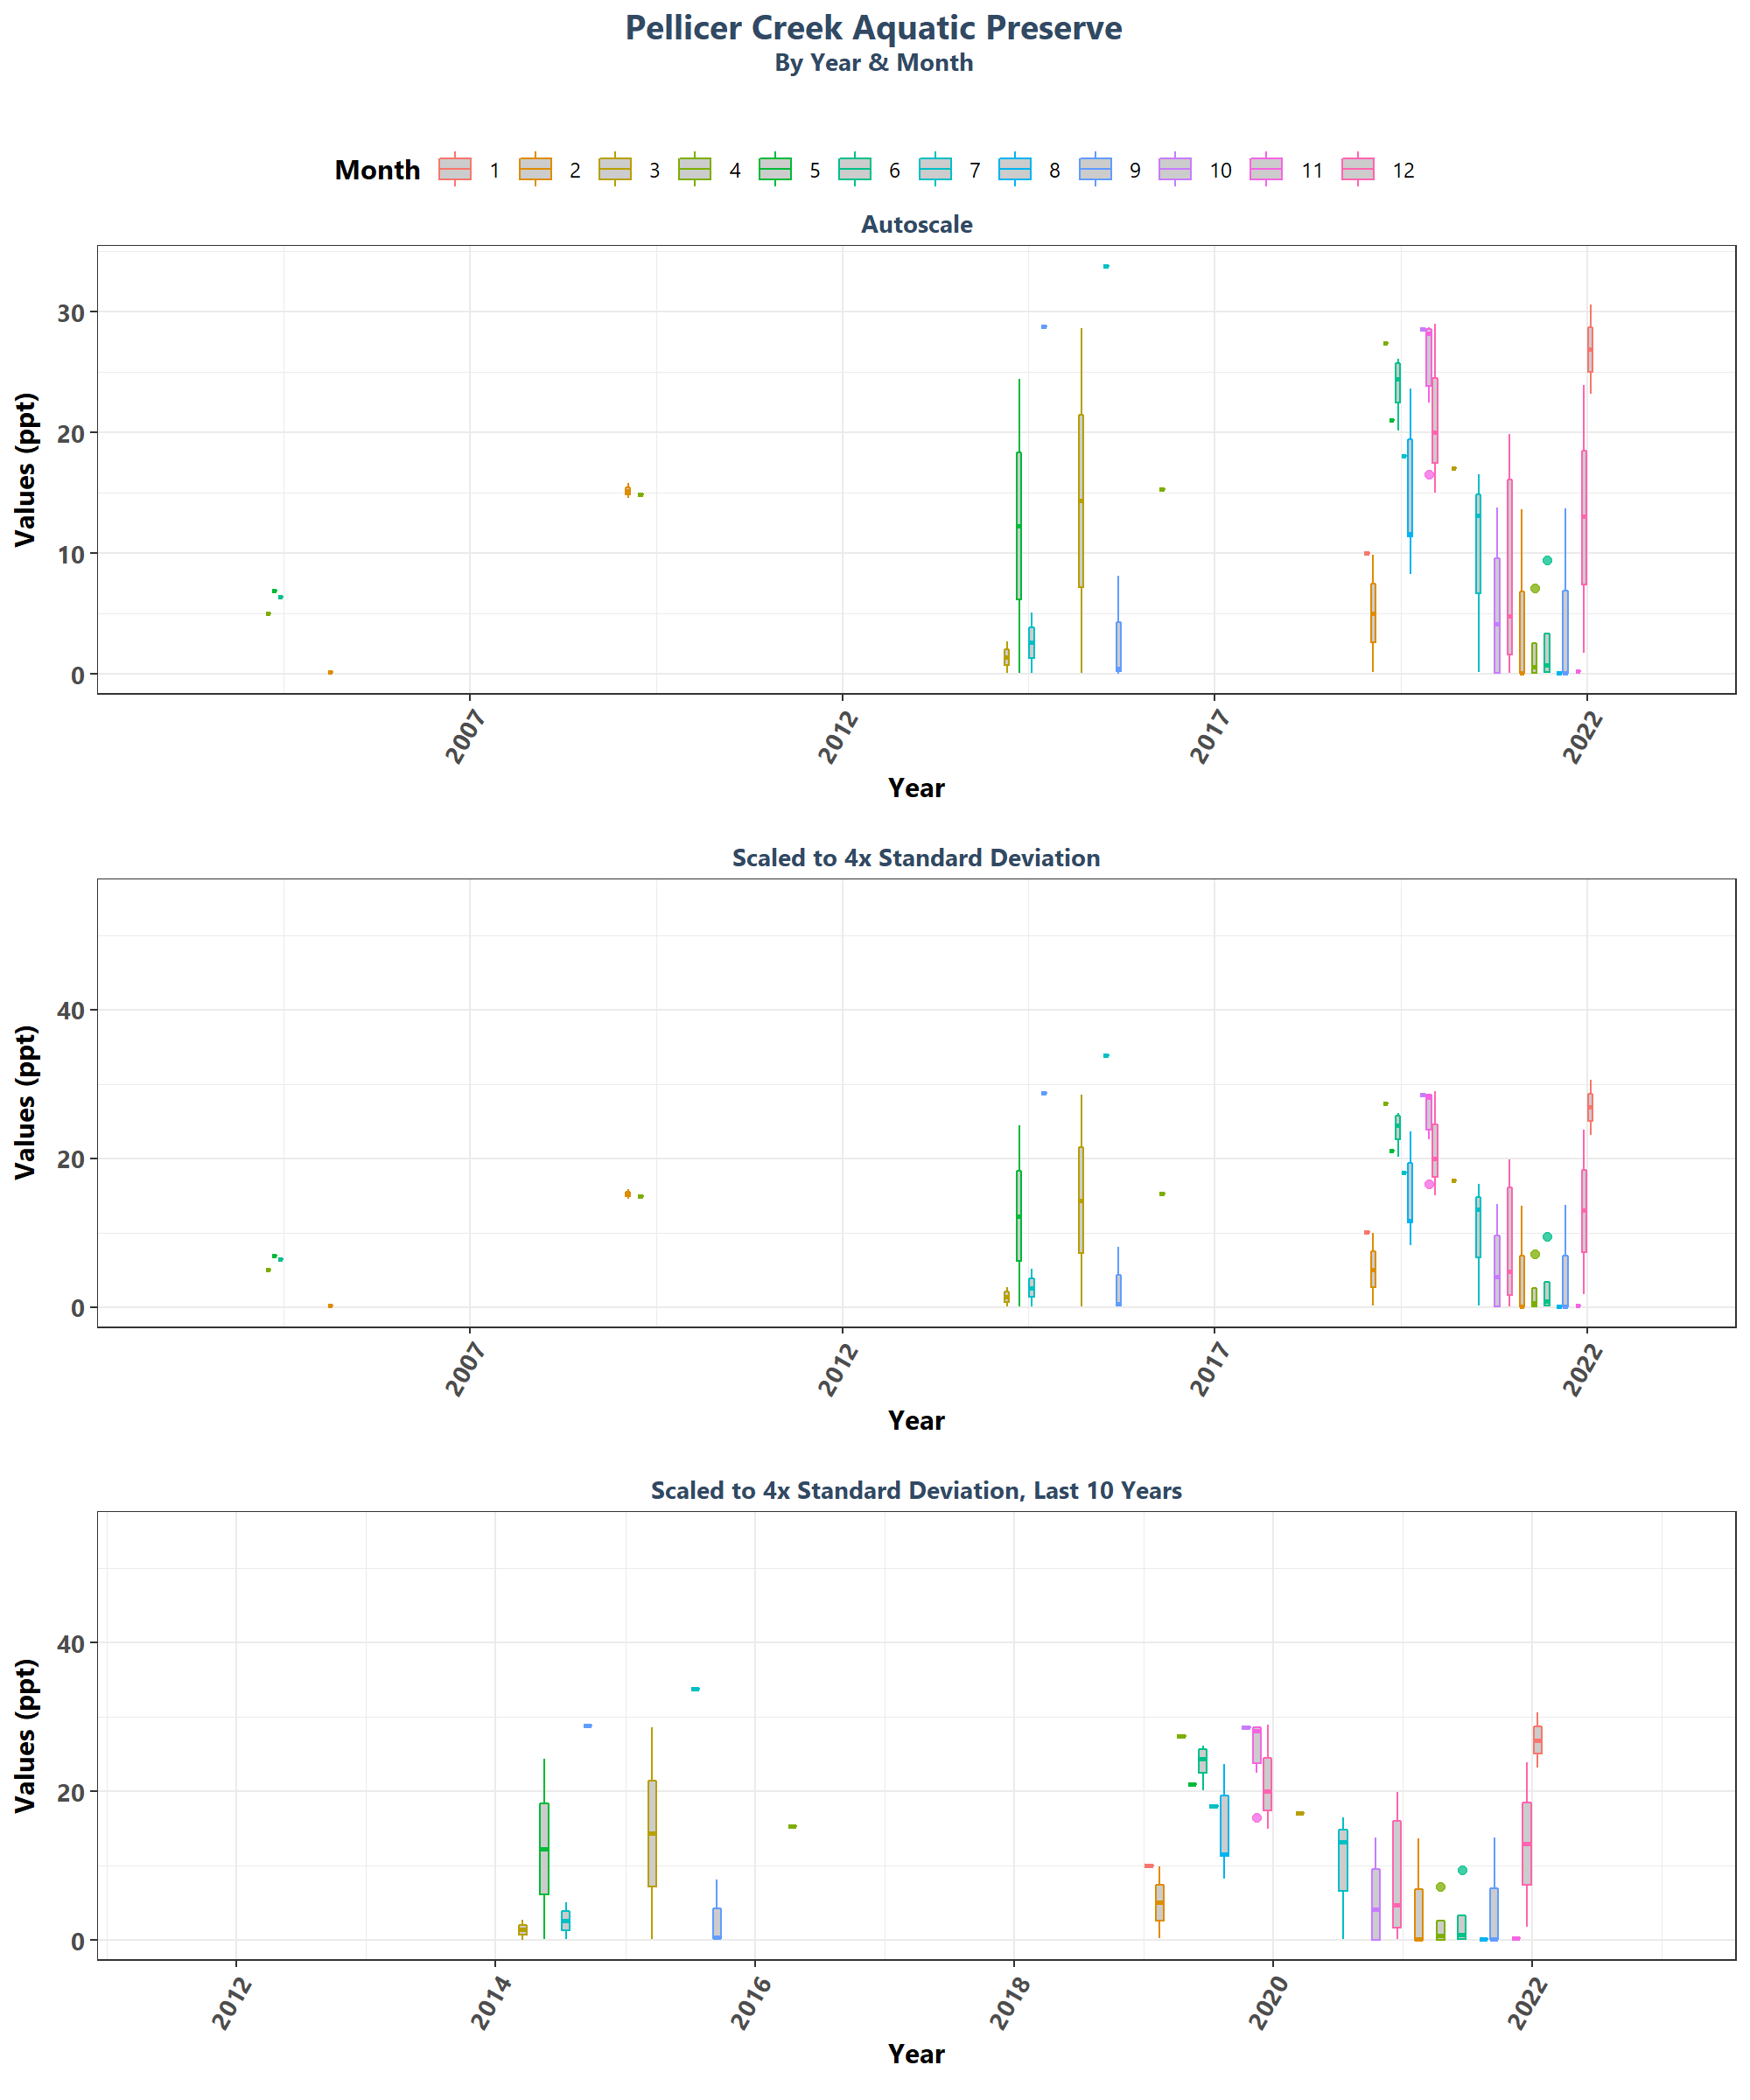 Pellicer Creek Aquatic Preserve
By Year & Month
Month 1 2 3 4 5 6 7 8 9 10 11 12
Autoscale
Values (ppt)
30
20
10
0
2007 2012 2017 2022
Year
Scaled to 4x Standard Deviation
Values (ppt)
40
20
0
2007 2012 2017 2022
Year
Scaled to 4x Standard Deviation, Last 10 Years
Values (ppt)
40
20
0
2012 2014 2016 2018 2020 2022
Year